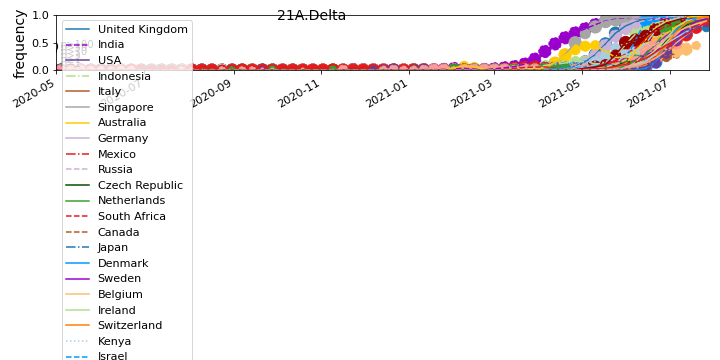 21A.Delta
frequency
1.0
0.5
0.0
2020-05
2020-07
2020-09
2020-11
2021-01
2021-03
2021-05
2021-07
United Kingdom
India
USA
Indonesia
Italy
Singapore
Australia
Germany
Mexico
Russia
Czech Republic
Netherlands
South Africa
Canada
Japan
Denmark
Sweden
Belgium
Ireland
Switzerland
Kenya
Israel